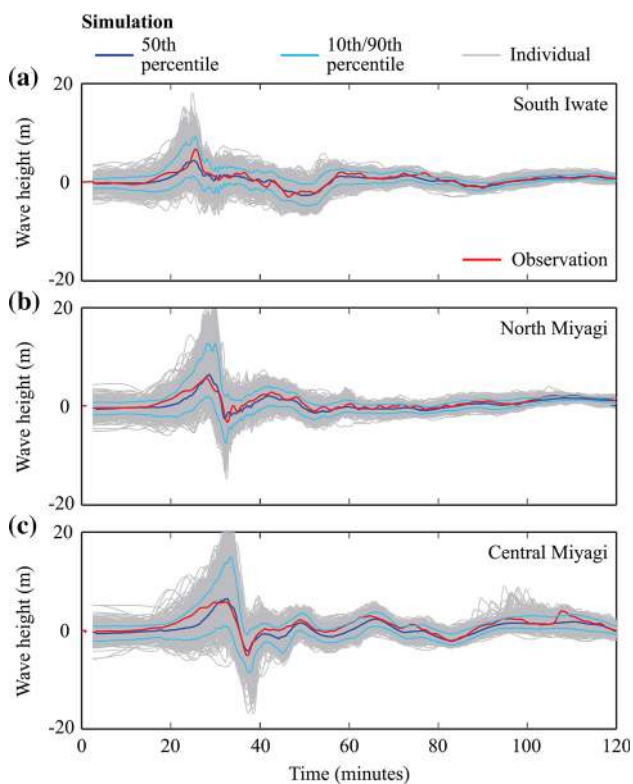 Simulation
50th percentile
10th/90th percentile
Individual
(a)
20
South Iwate
Wave height (m)
0
Observation
-20
(b)
20
North Miyagi
Wave height (m)
0
-20
(c)
20
Central Miyagi
Wave height (m)
0
-20
0 20 40 60 80 100 120
Time (minutes)